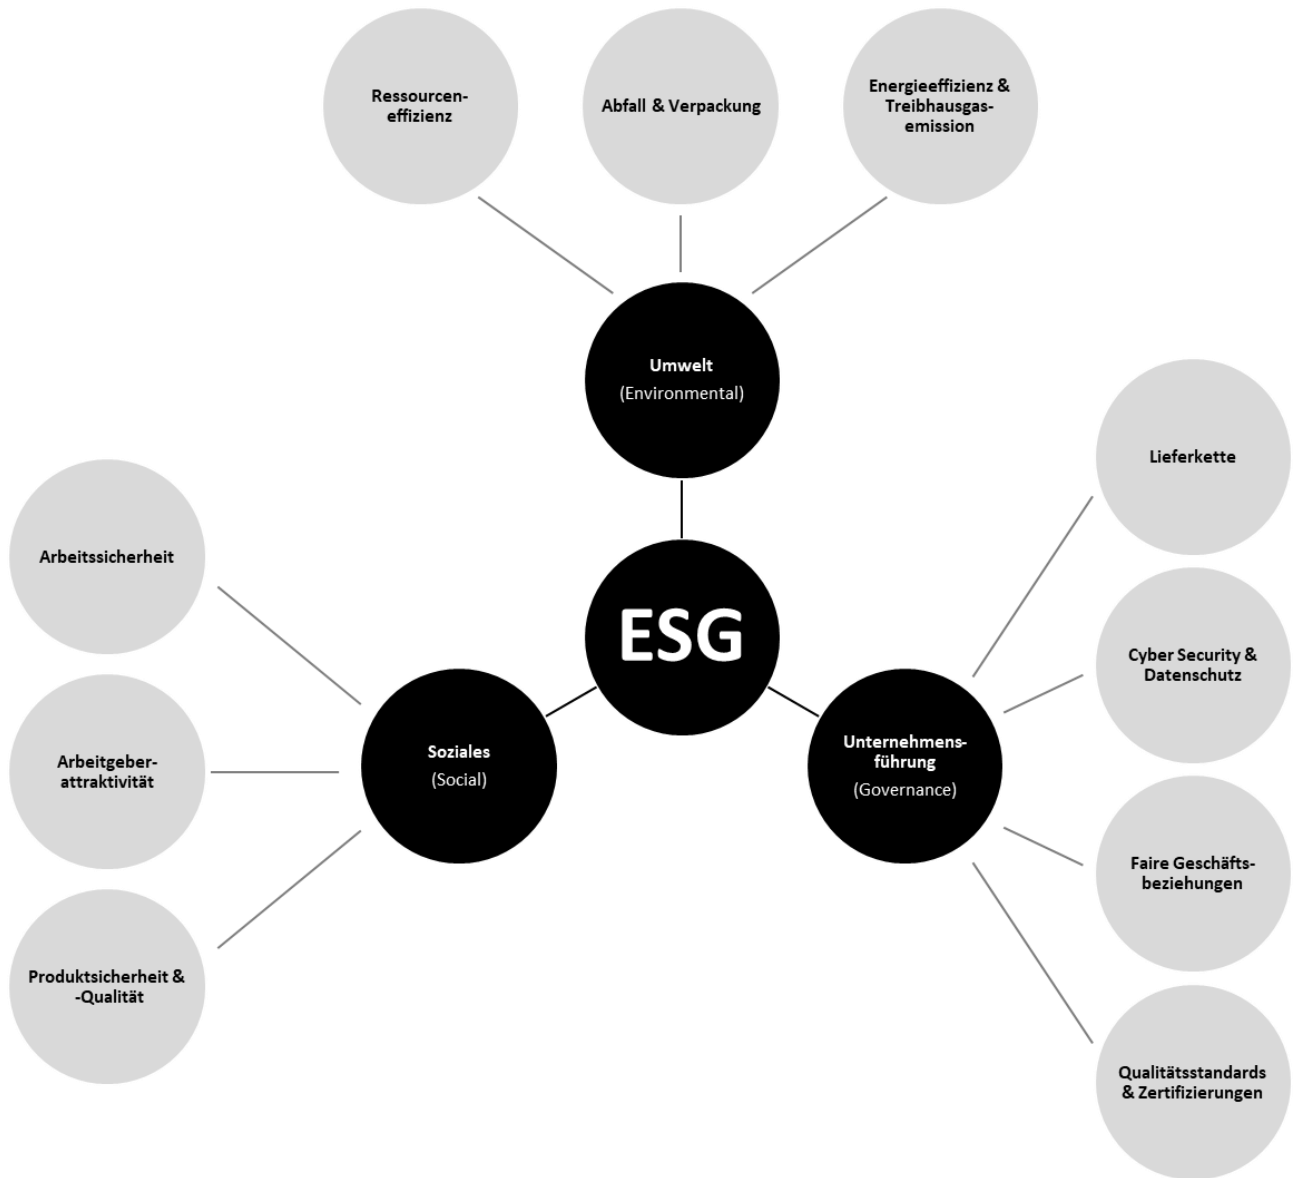 Ressourcen-
effizienz
Abfall & Verpackung
Energieeffizienz &
Treibhausgas-
emission
Umwelt
(Environmental)
ESG
Soziales
(Social)
Unternehmens-
führung
(Governance)
Arbeitssicherheit
Arbeitgeber-
attraktivität
Produktsicherheit &
-Qualität
Lieferkette
Cyber Security &
Datenschutz
Faire Geschäfts-
beziehungen
Qualitätsstandards
& Zertifizierungen